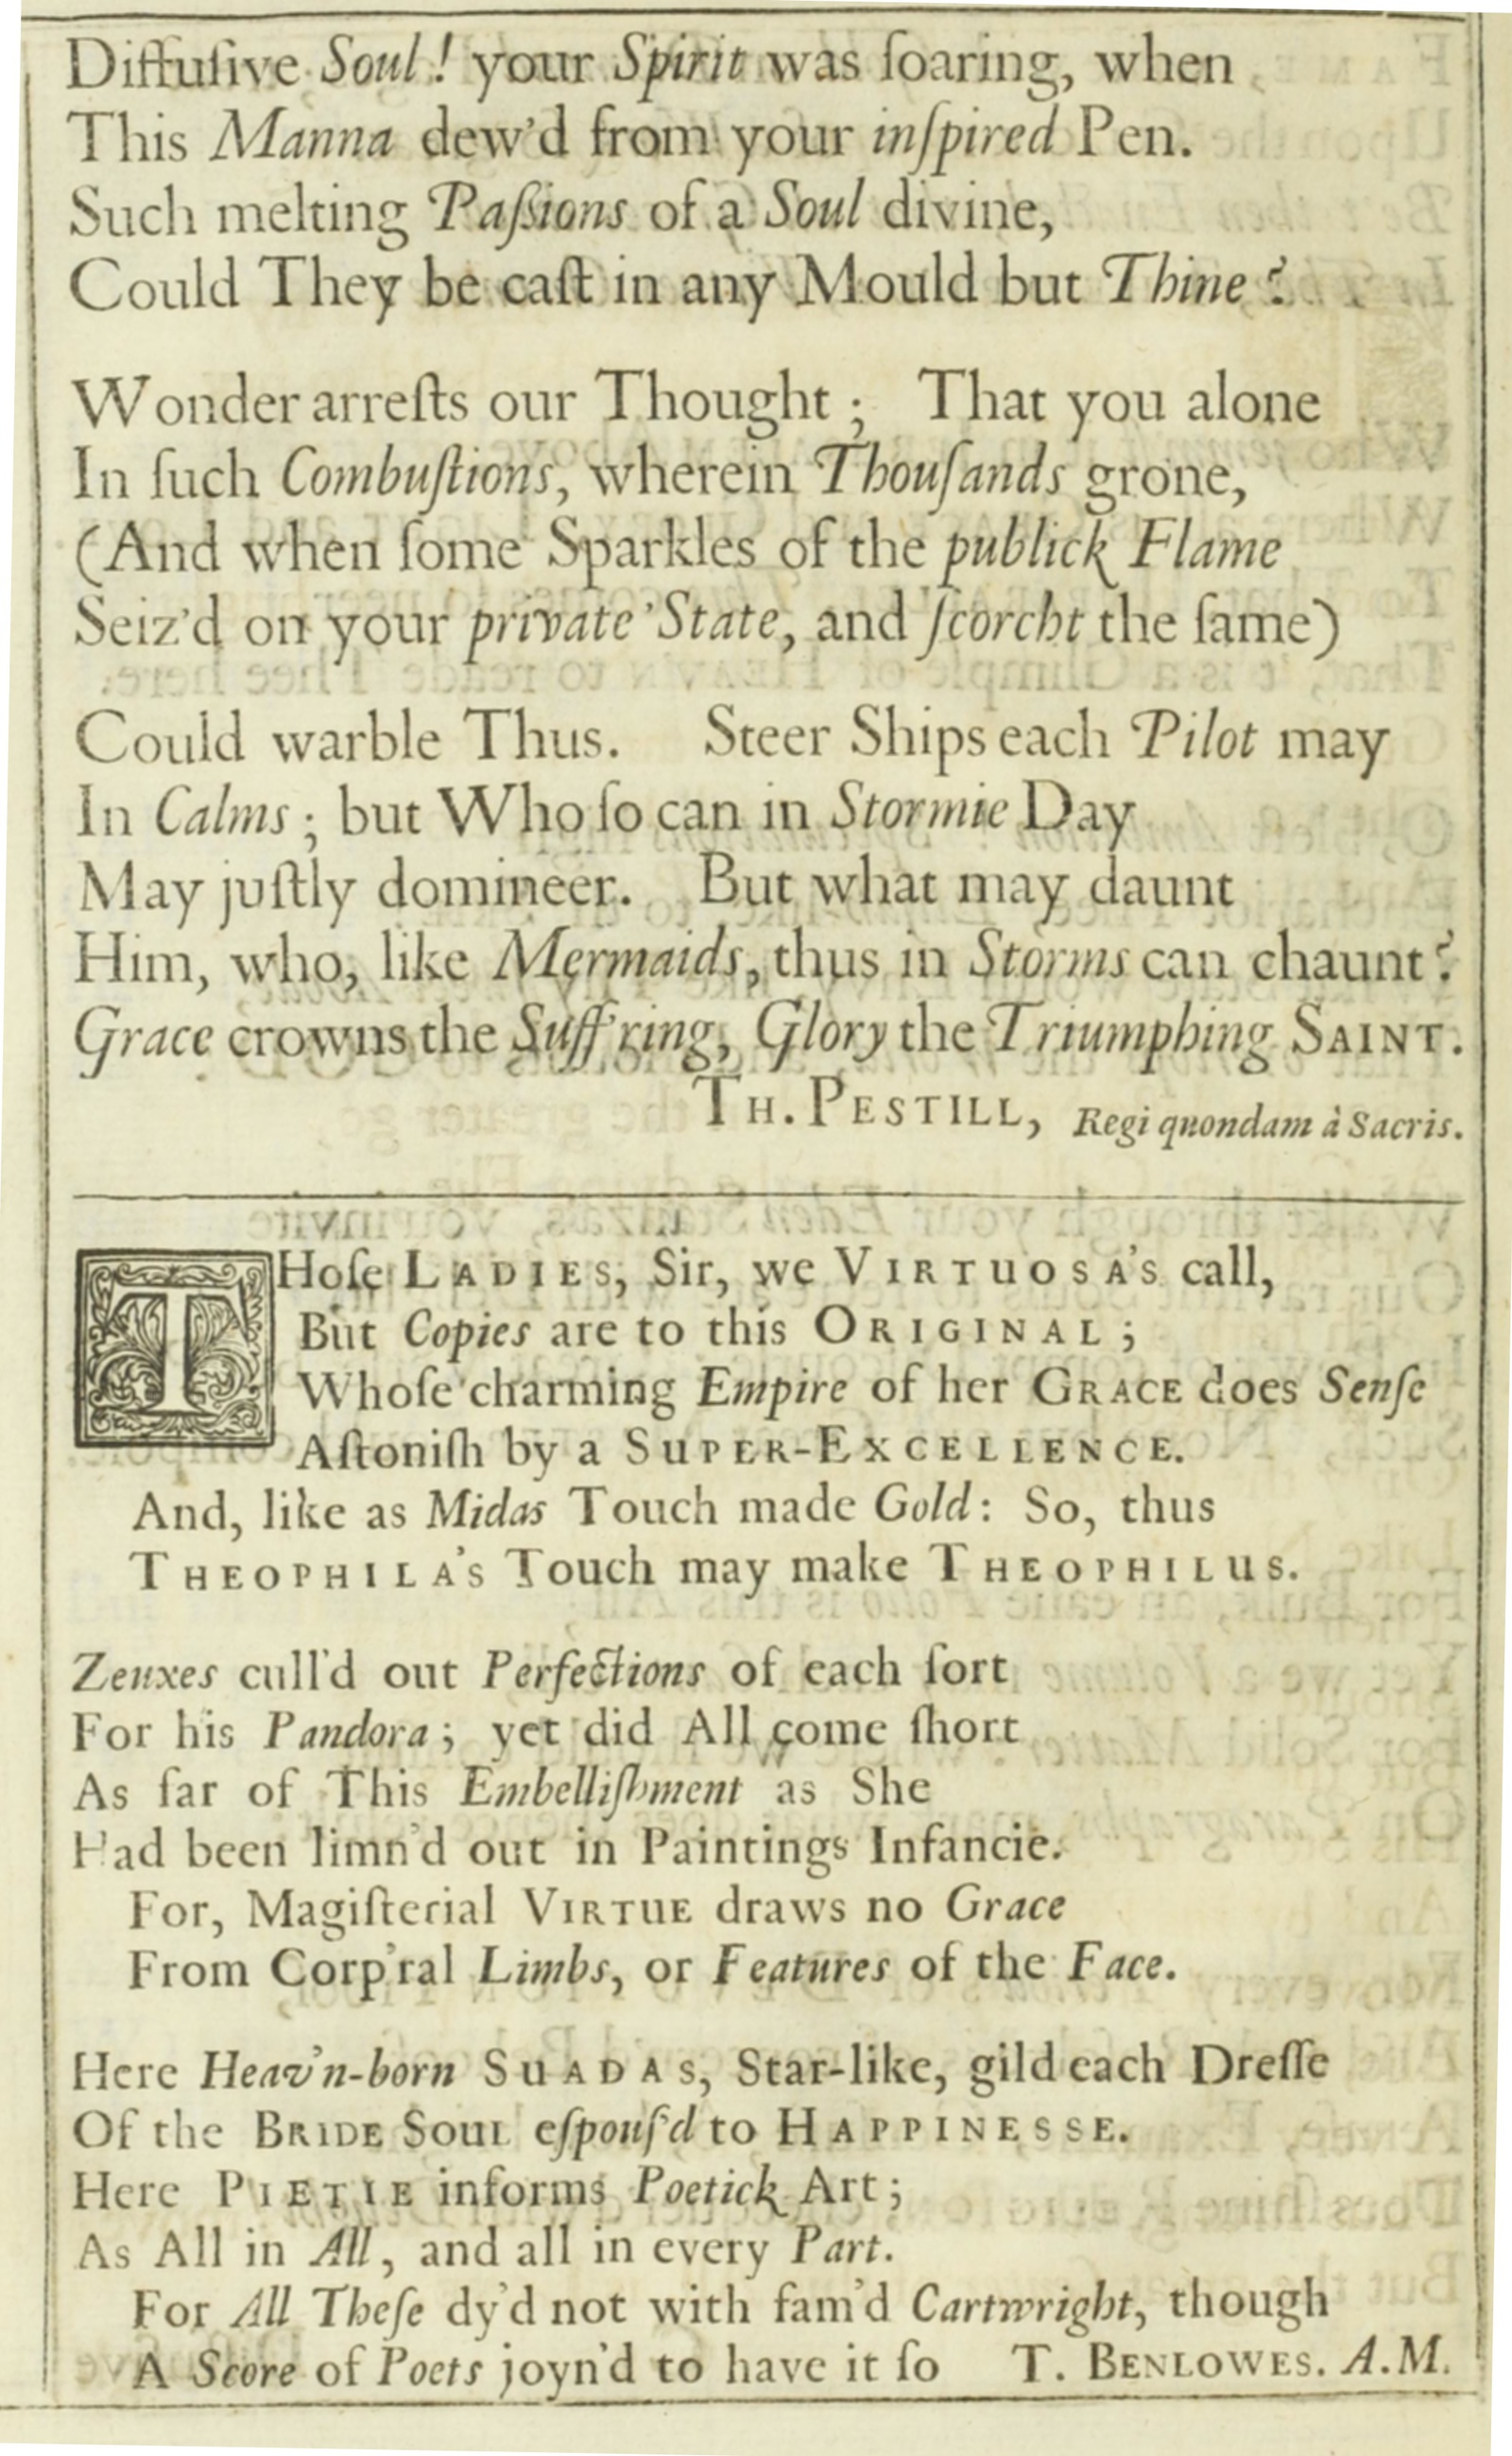 Diffuſive Soul! your Spirit was ſoaring, when
This Manna dew'd from your inſpired Pen.
Such melting Paßions of a Soul divine,
Could They be caſt in any Mould but Thine?
Wonder arreſts our Thought; That you alone
In ſuch Combuſtions, wherein Thouſands grone,
(And when ſome Sparkles of the publick Flame
Seiz'd on your private State, and ſcorcht the ſame)
Could warble Thus. Steer Ships each Pilot may
In Calms; but Who ſo can in Stormie Day
May juſtly domineer. But what may daunt
Him, who, like Mermaids, thus in Storms can chaunt?
Grace crowns the Suff'ring, Glory the Triumphing SAINT.
TH. PESTILL, Regi quondam à Sacris.
THoſe LADIES, Sir, we VIRTUOSA'S call,
But Copies are to this ORIGINAL;
Whoſe charming Empire of her GRACE does Senſe
Aſtoniſh by a SUPER-EXCELLENCE.
And, like as Midas Touch made Gold: So, thus
THEOPHILA'S Touch may make THEOPHILUS.
Zeuxes cull'd out Perfections of each ſort
For his Pandora; yet did All come ſhort
As far of This Embelliſhment as She
Had been limn'd out in Paintings Infancie.
For, Magiſterial VIRTUE draws no Grace
From Corp'ral Limbs, or Features of the Face.
Here Heav'n-born SUADAS, Star-like, gild each Dreſſe
Of the BRIDE SOUL eſpouſ'd to HAPPINESSE.
Here PIETIE informs Poetick Art;
As All in All, and all in every Part.
For All Theſe dy'd not with fam'd Cartwright, though
A Score of Poets joyn'd to have it ſo T. BENLOWES. A.M.